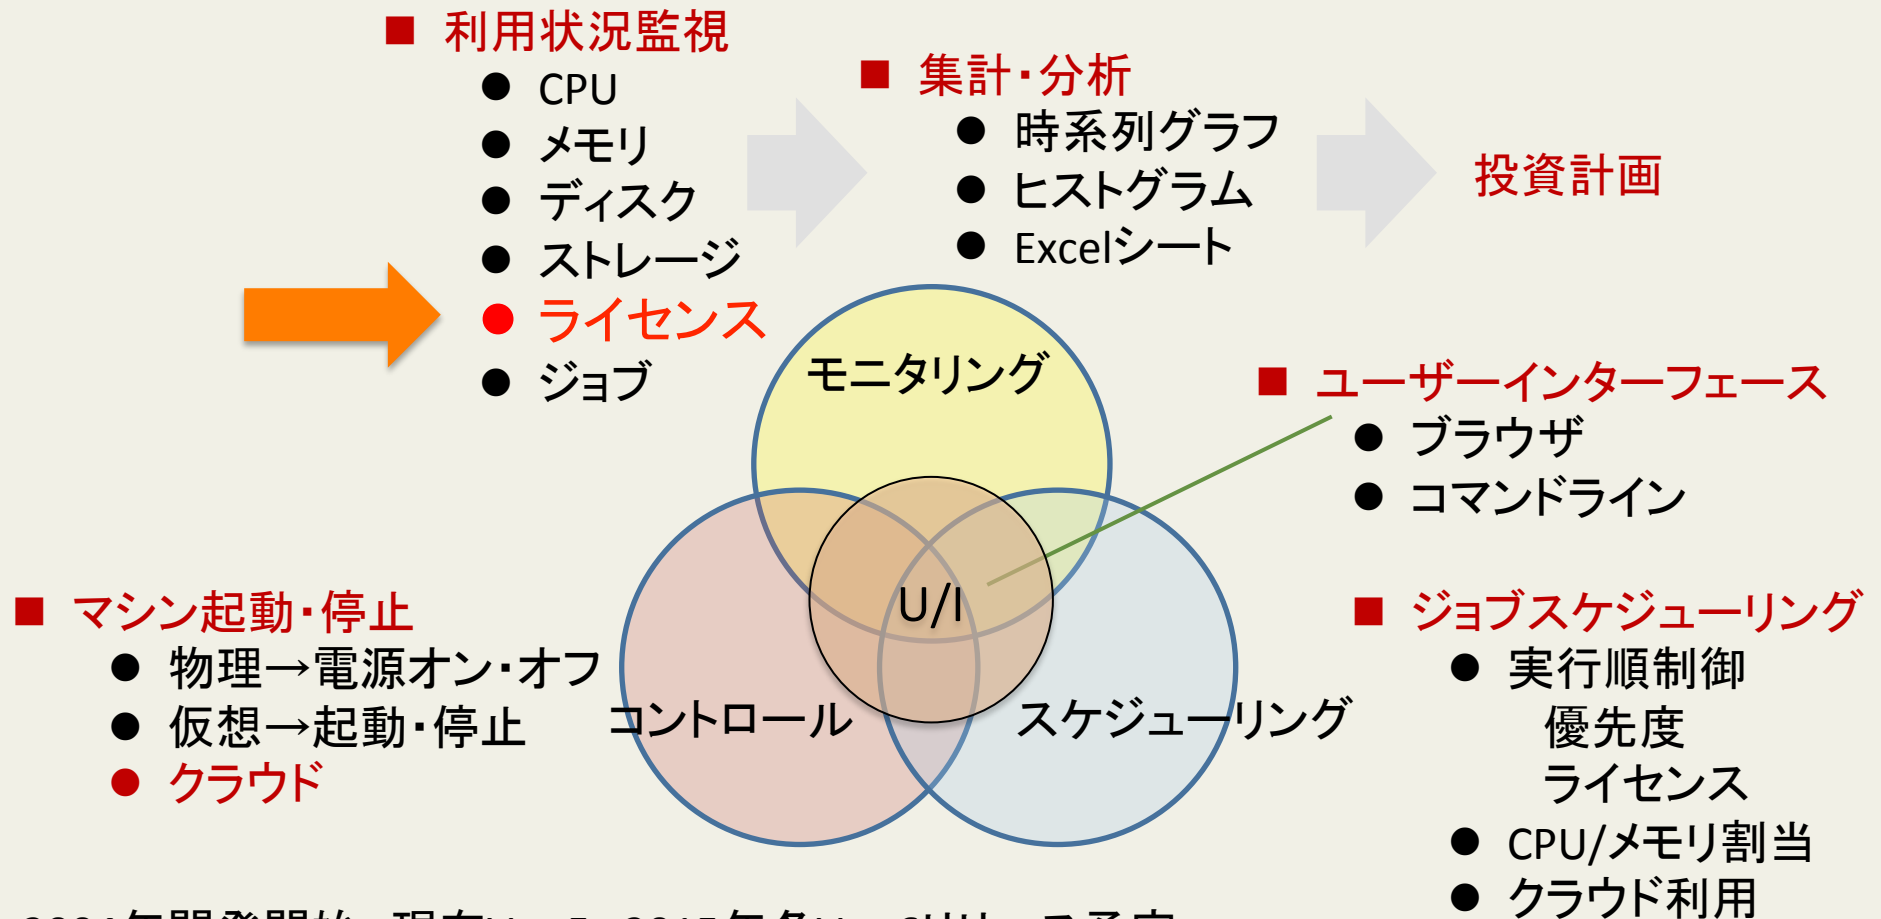 ■ 利用状況監視
● CPU
● メモリ
● ディスク
● ストレージ
● ライセンス
● ジョブ
■ 集計・分析
● 時系列グラフ
● ヒストグラム
● Excelシート
投資計画
モニタリング
U/I
コントロール
スケジューリング
■ ユーザーインターフェース
● ブラウザ
● コマンドライン
■ マシン起動・停止
● 物理→電源オン・オフ
● 仮想→起動・停止
● クラウド
■ ジョブスケジューリング
● 実行順制御
優先度
ライセンス
● CPU/メモリ割当
● クラウド利用